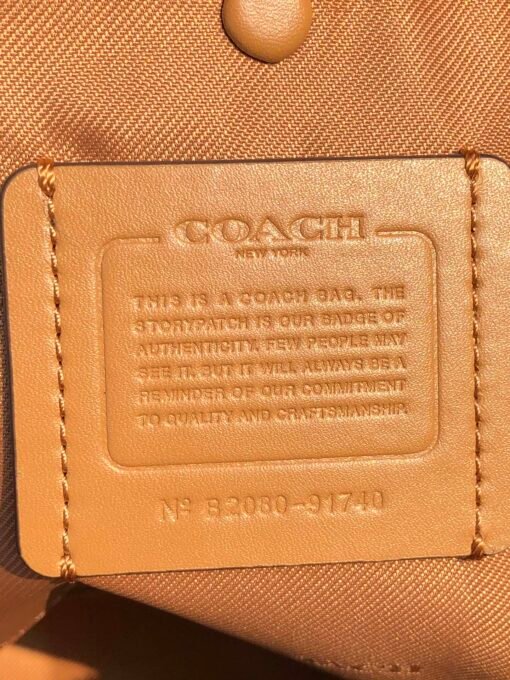 COACH
NEW YORK
THIS IS A COACH BAG. THE
STORYPATCH IS OUR BADGE OF
AUTHENTICITY. FEW PEOPLE MAY
SEE IT, BUT IT WILL ALWAYS BE A
REMINDER OF OUR COMMITMENT
TO QUALITY AND CRAFTSMANSHIP.
Nº B2080-91740